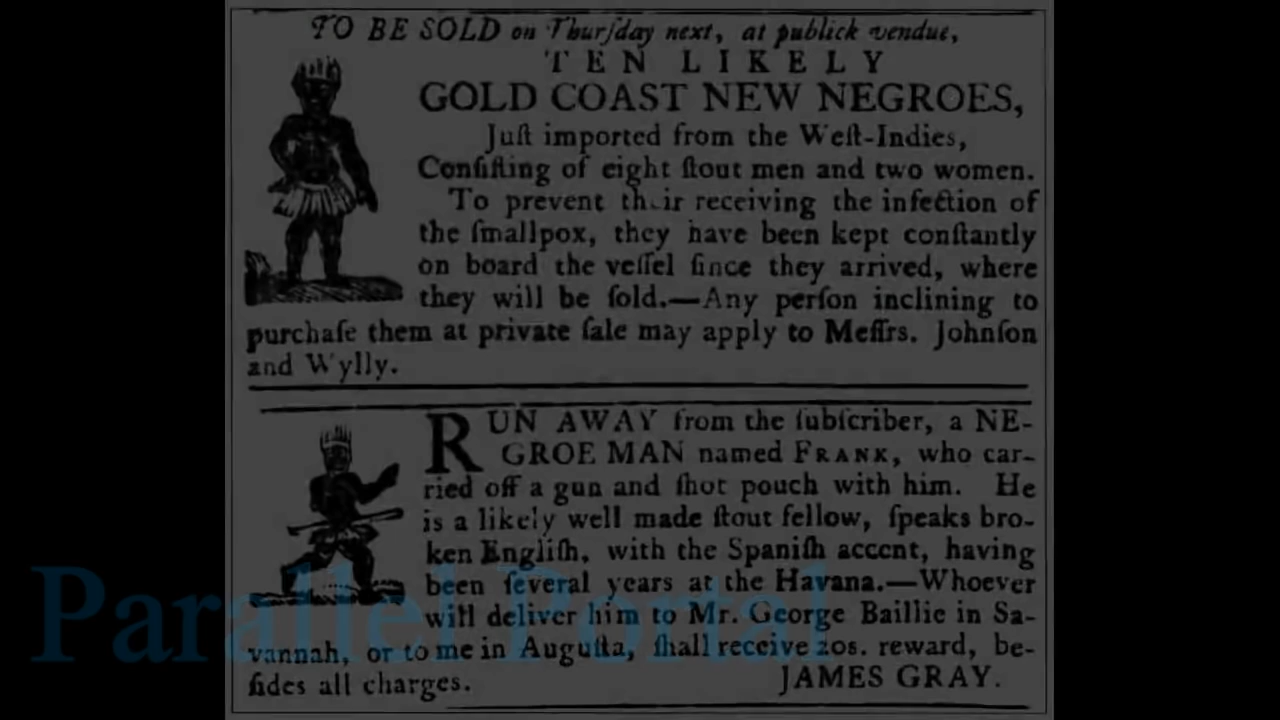 TO BE SOLD on Thurſday next, at publick vendue,
TEN LIKELY
GOLD COAST NEW NEGROES,
Juſt imported from the Weſt-Indies,
Conſiſting of eight ſtout men and two women.
To prevent their receiving the infection of
the ſmallpox, they have been kept conſtantly
on board the veſſel ſince they arrived, where
they will be ſold.—Any perſon inclining to
purchaſe them at private ſale may apply to Meſſrs. Johnſon
and Wylly.
RUN AWAY from the ſubſcriber, a NE-
GROE MAN named FRANK, who car-
ried off a gun and ſhot pouch with him. He
is a likely well made ſtout fellow, ſpeaks bro-
ken Engliſh, with the Spaniſh accent, having
been ſeveral years at the Havana.—Whoever
will deliver him to Mr. George Baillie in Sa-
vannah, or to me in Auguſta, ſhall receive 20s. reward, be-
ſides all charges.
JAMES GRAY.
Parallel Portal